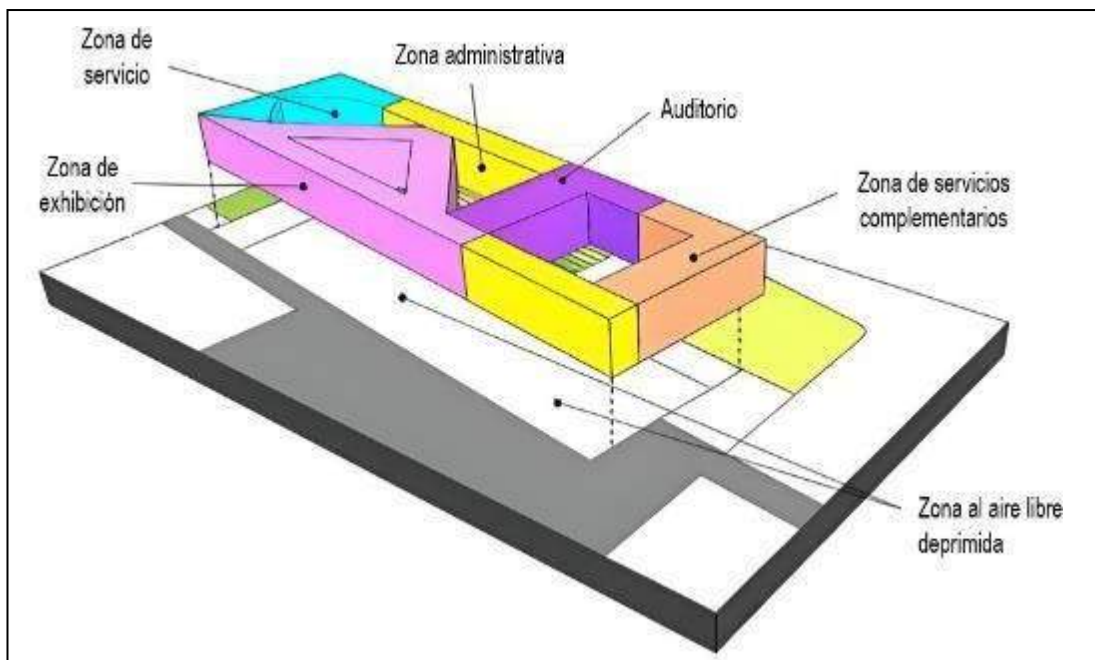 Zona de
servicio
Zona administrativa
Auditorio
Zona de
exhibición
Zona de servicios
complementarios
Zona al aire libre
deprimida